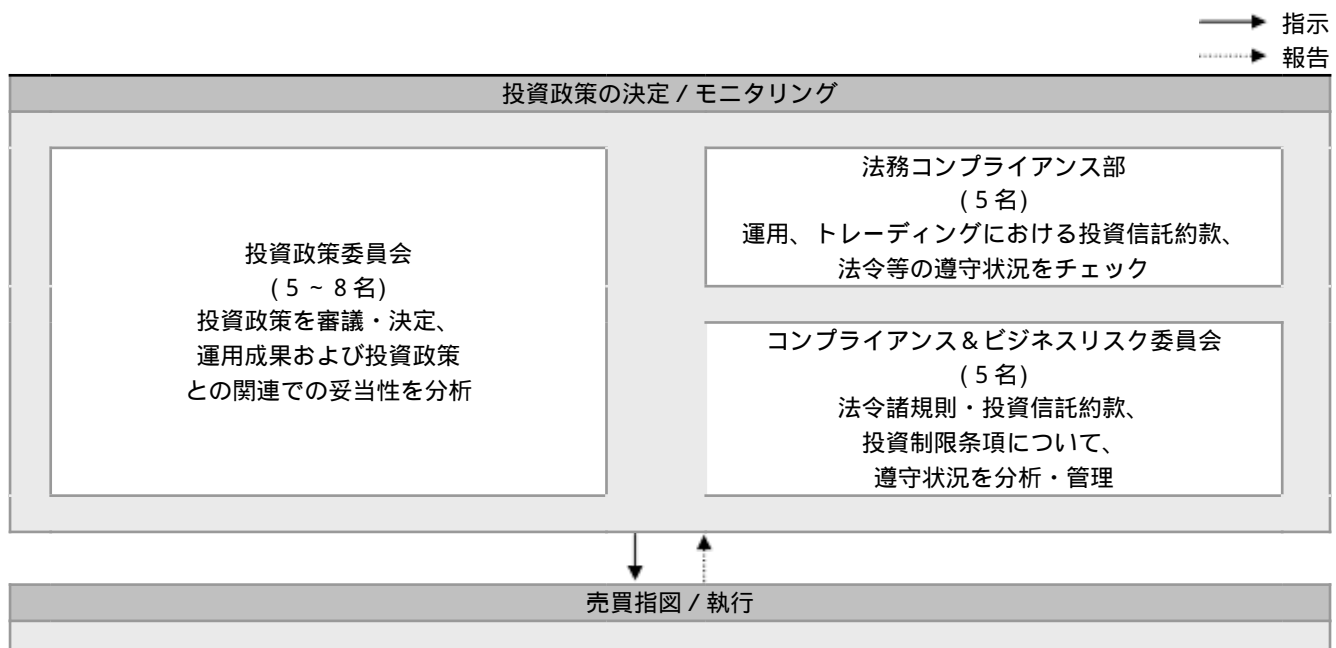 指示
報告
投資政策の決定 / モニタリング
投資政策委員会
( 5 ~ 8 名)
投資政策を審議・決定、
運用成果および投資政策
との関連での妥当性を分析
法務コンプライアンス部
( 5 名)
運用、トレーディングにおける投資信託約款、
法令等の遵守状況をチェック
コンプライアンス&ビジネスリスク委員会
( 5 名)
法令諸規則・投資信託約款、
投資制限条項について、
遵守状況を分析・管理
売買指図 / 執行